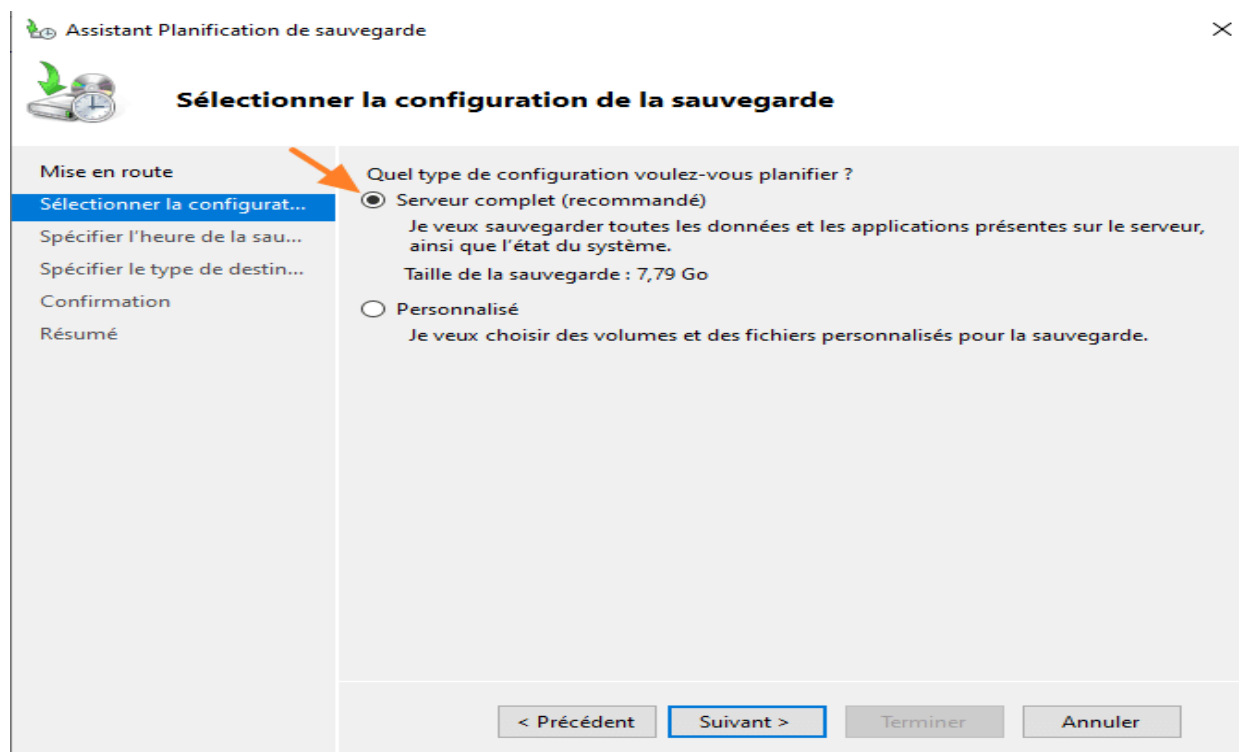 Assistant Planification de sauvegarde
Sélectionner la configuration de la sauvegarde
Mise en route
Sélectionner la configurat...
Spécifier l'heure de la sau...
Spécifier le type de destin...
Confirmation
Résumé
Quel type de configuration voulez-vous planifier ?
Serveur complet (recommandé)
Je veux sauvegarder toutes les données et les applications présentes sur le serveur,
ainsi que l'état du système.
Taille de la sauvegarde : 7,79 Go
Personnalisé
Je veux choisir des volumes et des fichiers personnalisés pour la sauvegarde.
< Précédent
Suivant >
Terminer
Annuler